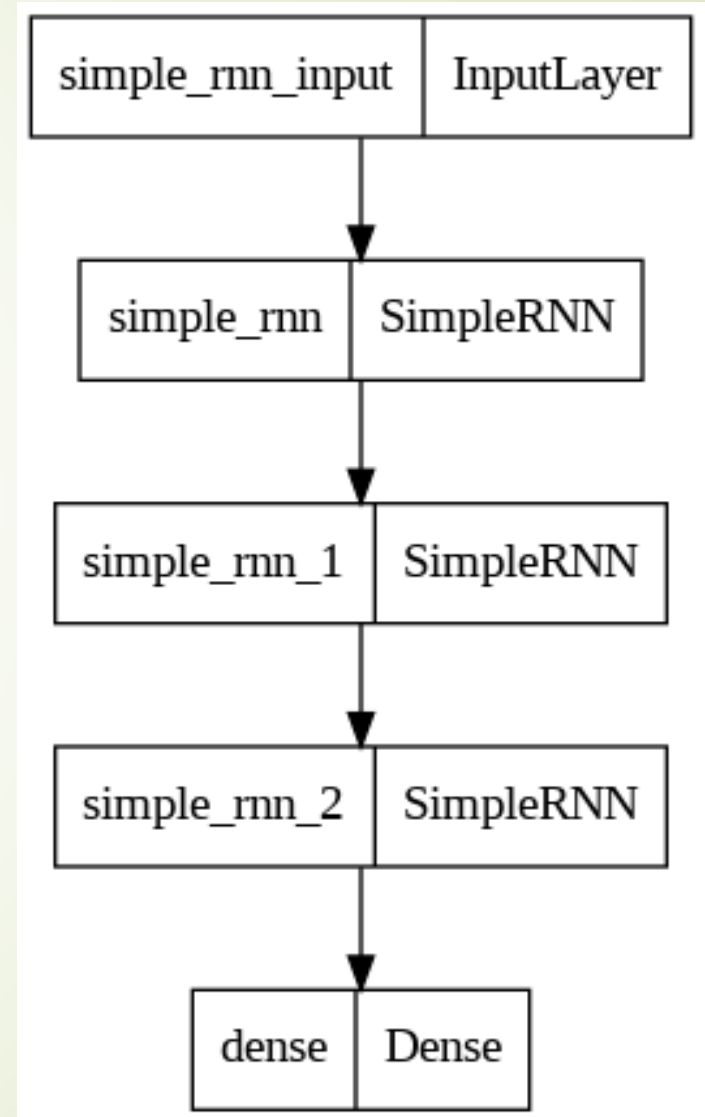 simple_rnn_input InputLayer
simple_rnn SimpleRNN
simple_rnn_1 SimpleRNN
simple_rnn_2 SimpleRNN
dense Dense